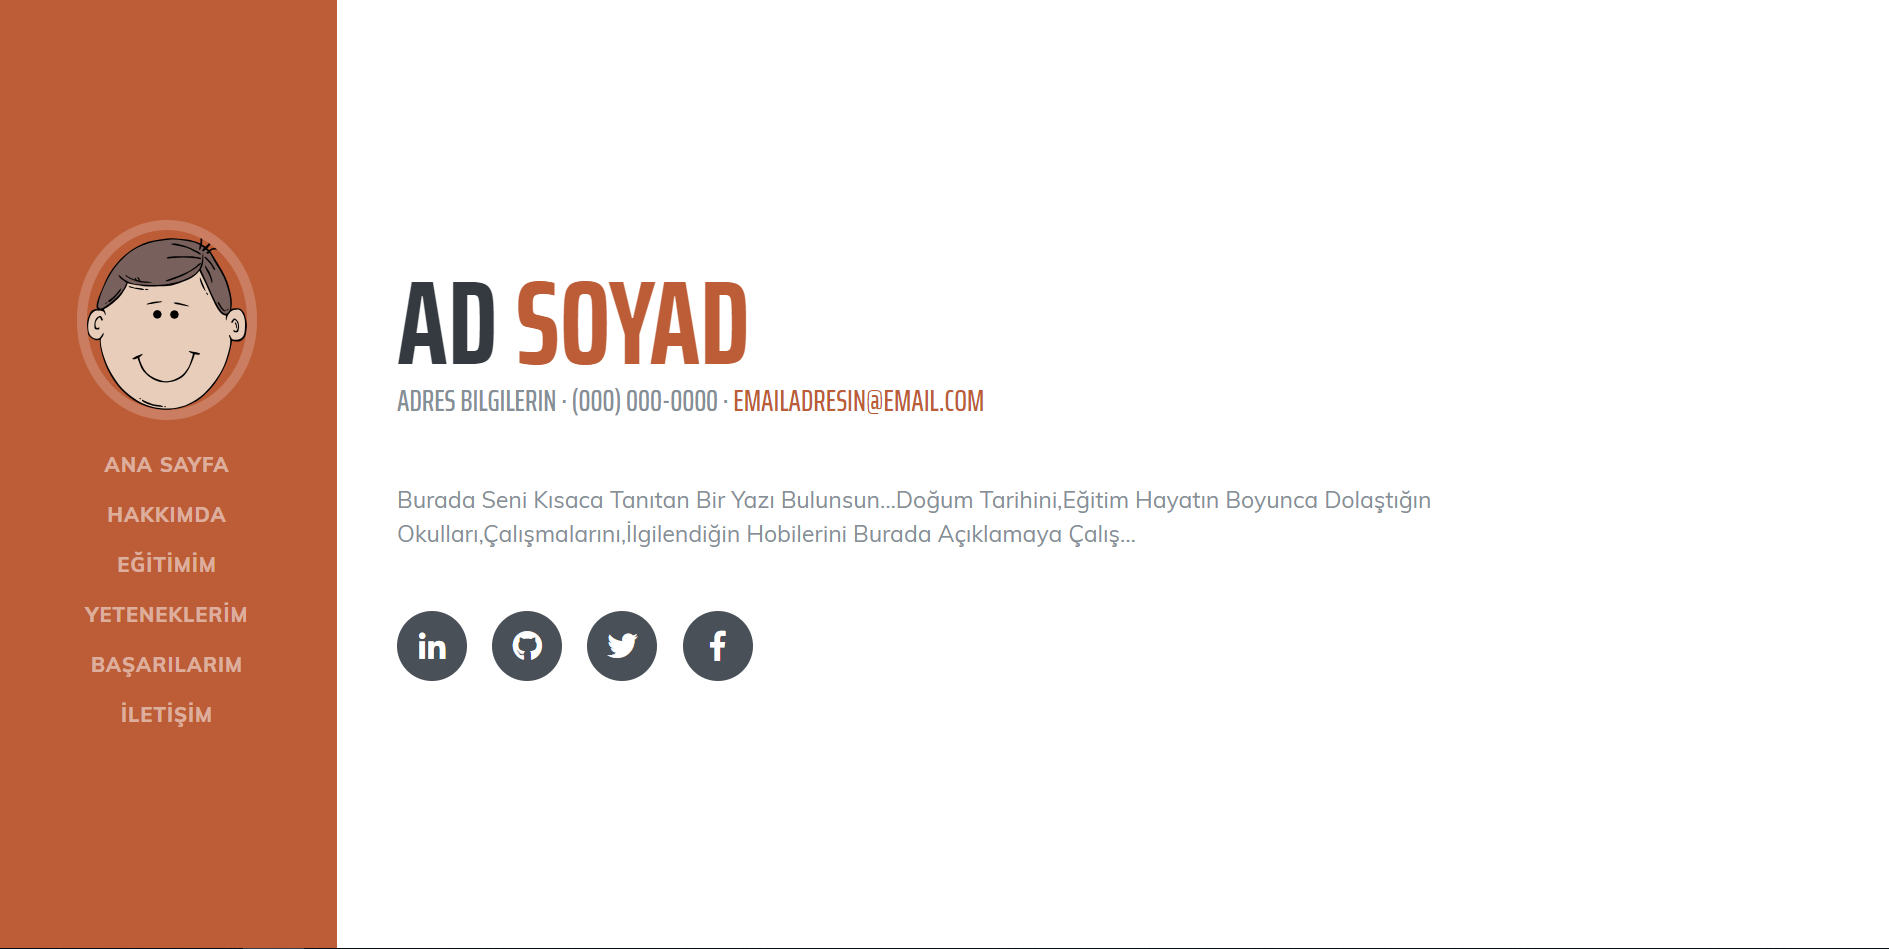 ANA SAYFA
HAKKIMDA
EĞİTİMİM
YETENEKLERİM
BAŞARILARIM
İLETİŞİM
AD SOYAD
ADRES BILGILERIN · (000) 000-0000 · EMAILADRESIN@EMAIL.COM
Burada Seni Kısaca Tanıtan Bir Yazı Bulunsun...Doğum Tarihini,Eğitim Hayatın Boyunca Dolaştığın
Okulları,Çalışmalarını,İlgilendiğin Hobilerini Burada Açıklamaya Çalış...
in